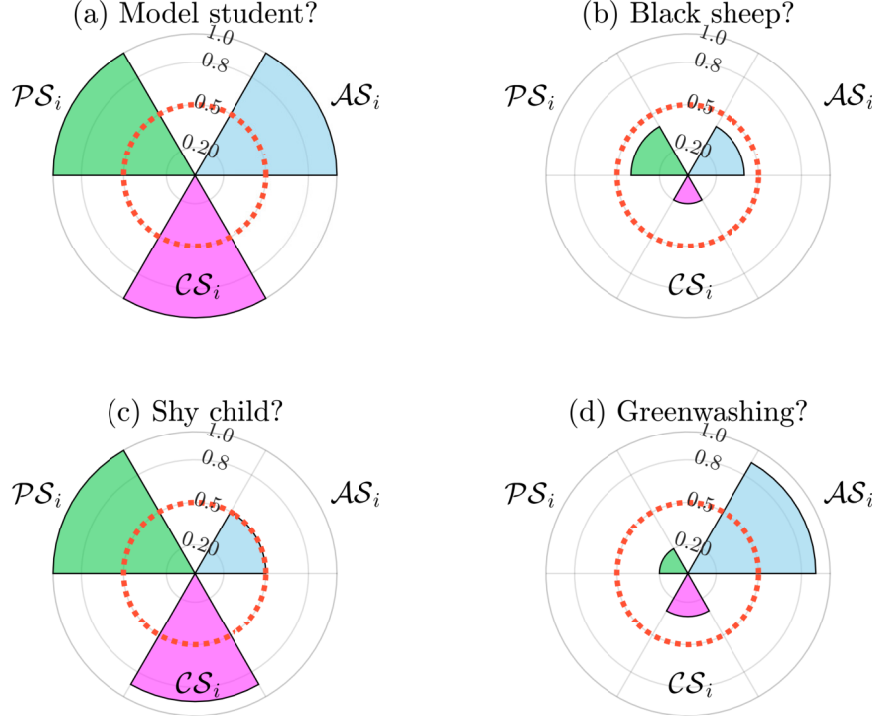 (a) Model student?
1.0
0.8
0.5
0.20
𝒫𝒮ᵢ
𝒜𝒮ᵢ
𝒞𝒮ᵢ
(b) Black sheep?
1.0
0.8
0.5
0.20
𝒫𝒮ᵢ
𝒜𝒮ᵢ
𝒞𝒮ᵢ
(c) Shy child?
1.0
0.8
0.5
0.20
𝒫𝒮ᵢ
𝒜𝒮ᵢ
𝒞𝒮ᵢ
(d) Greenwashing?
1.0
0.8
0.5
0.20
𝒫𝒮ᵢ
𝒜𝒮ᵢ
𝒞𝒮ᵢ